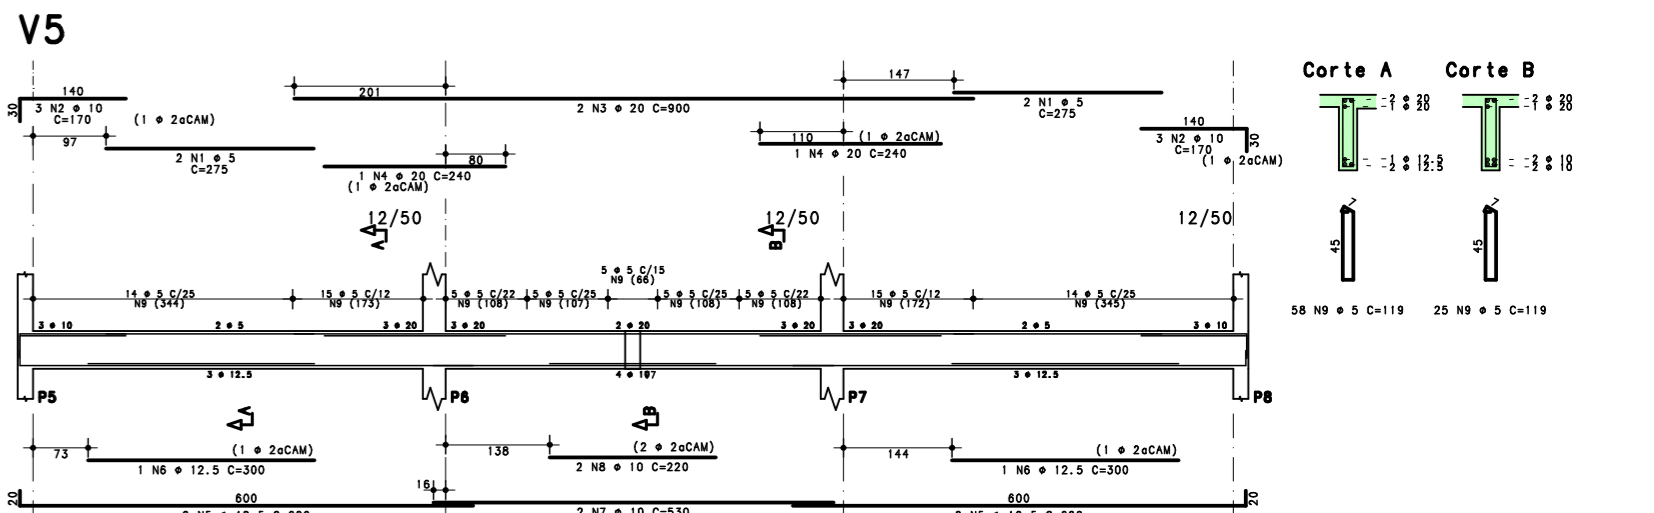 V5
Corte A
Corte B
140
30
3 N2 ϕ 10
C=170
(1 ϕ 2aCAM)
97
2 N1 ϕ 5
C=275
201
2 N3 ϕ 20 C=900
80
1 N4 ϕ 20 C=240
(1 ϕ 2aCAM)
147
2 N1 ϕ 5
C=275
110
(1 ϕ 2aCAM)
1 N4 ϕ 20 C=240
140
30
3 N2 ϕ 10
C=170
(1 ϕ 2aCAM)
2 ϕ 20
1 ϕ 20
1 ϕ 12.5
2 ϕ 12.5
2 ϕ 20
1 ϕ 20
2 ϕ 10
2 ϕ 10
12/50
A
12/50
B
12/50
7
45
7
45
58 N9 ϕ 5 C=119
25 N9 ϕ 5 C=119
14 ϕ 5 C/25
N9 (344)
15 ϕ 5 C/12
N9 (173)
5 ϕ 5 C/22
N9 (108)
5 ϕ 5 C/25
N9 (107)
5 ϕ 5 C/15
N9 (66)
5 ϕ 5 C/25
N9 (108)
5 ϕ 5 C/22
N9 (108)
15 ϕ 5 C/12
N9 (172)
14 ϕ 5 C/25
N9 (345)
3 ϕ 10
2 ϕ 5
3 ϕ 20
3 ϕ 20
2 ϕ 20
3 ϕ 20
3 ϕ 20
2 ϕ 5
3 ϕ 10
3 ϕ 12.5
4 ϕ
3 ϕ 12.5
P5
P6
P7
P8
A
B
73
(1 ϕ 2aCAM)
1 N6 ϕ 12.5 C=300
138
(2 ϕ 2aCAM)
2 N8 ϕ 10 C=220
144
(1 ϕ 2aCAM)
1 N6 ϕ 12.5 C=300
20
600
16
2 N7 ϕ 10 C=530
600
20